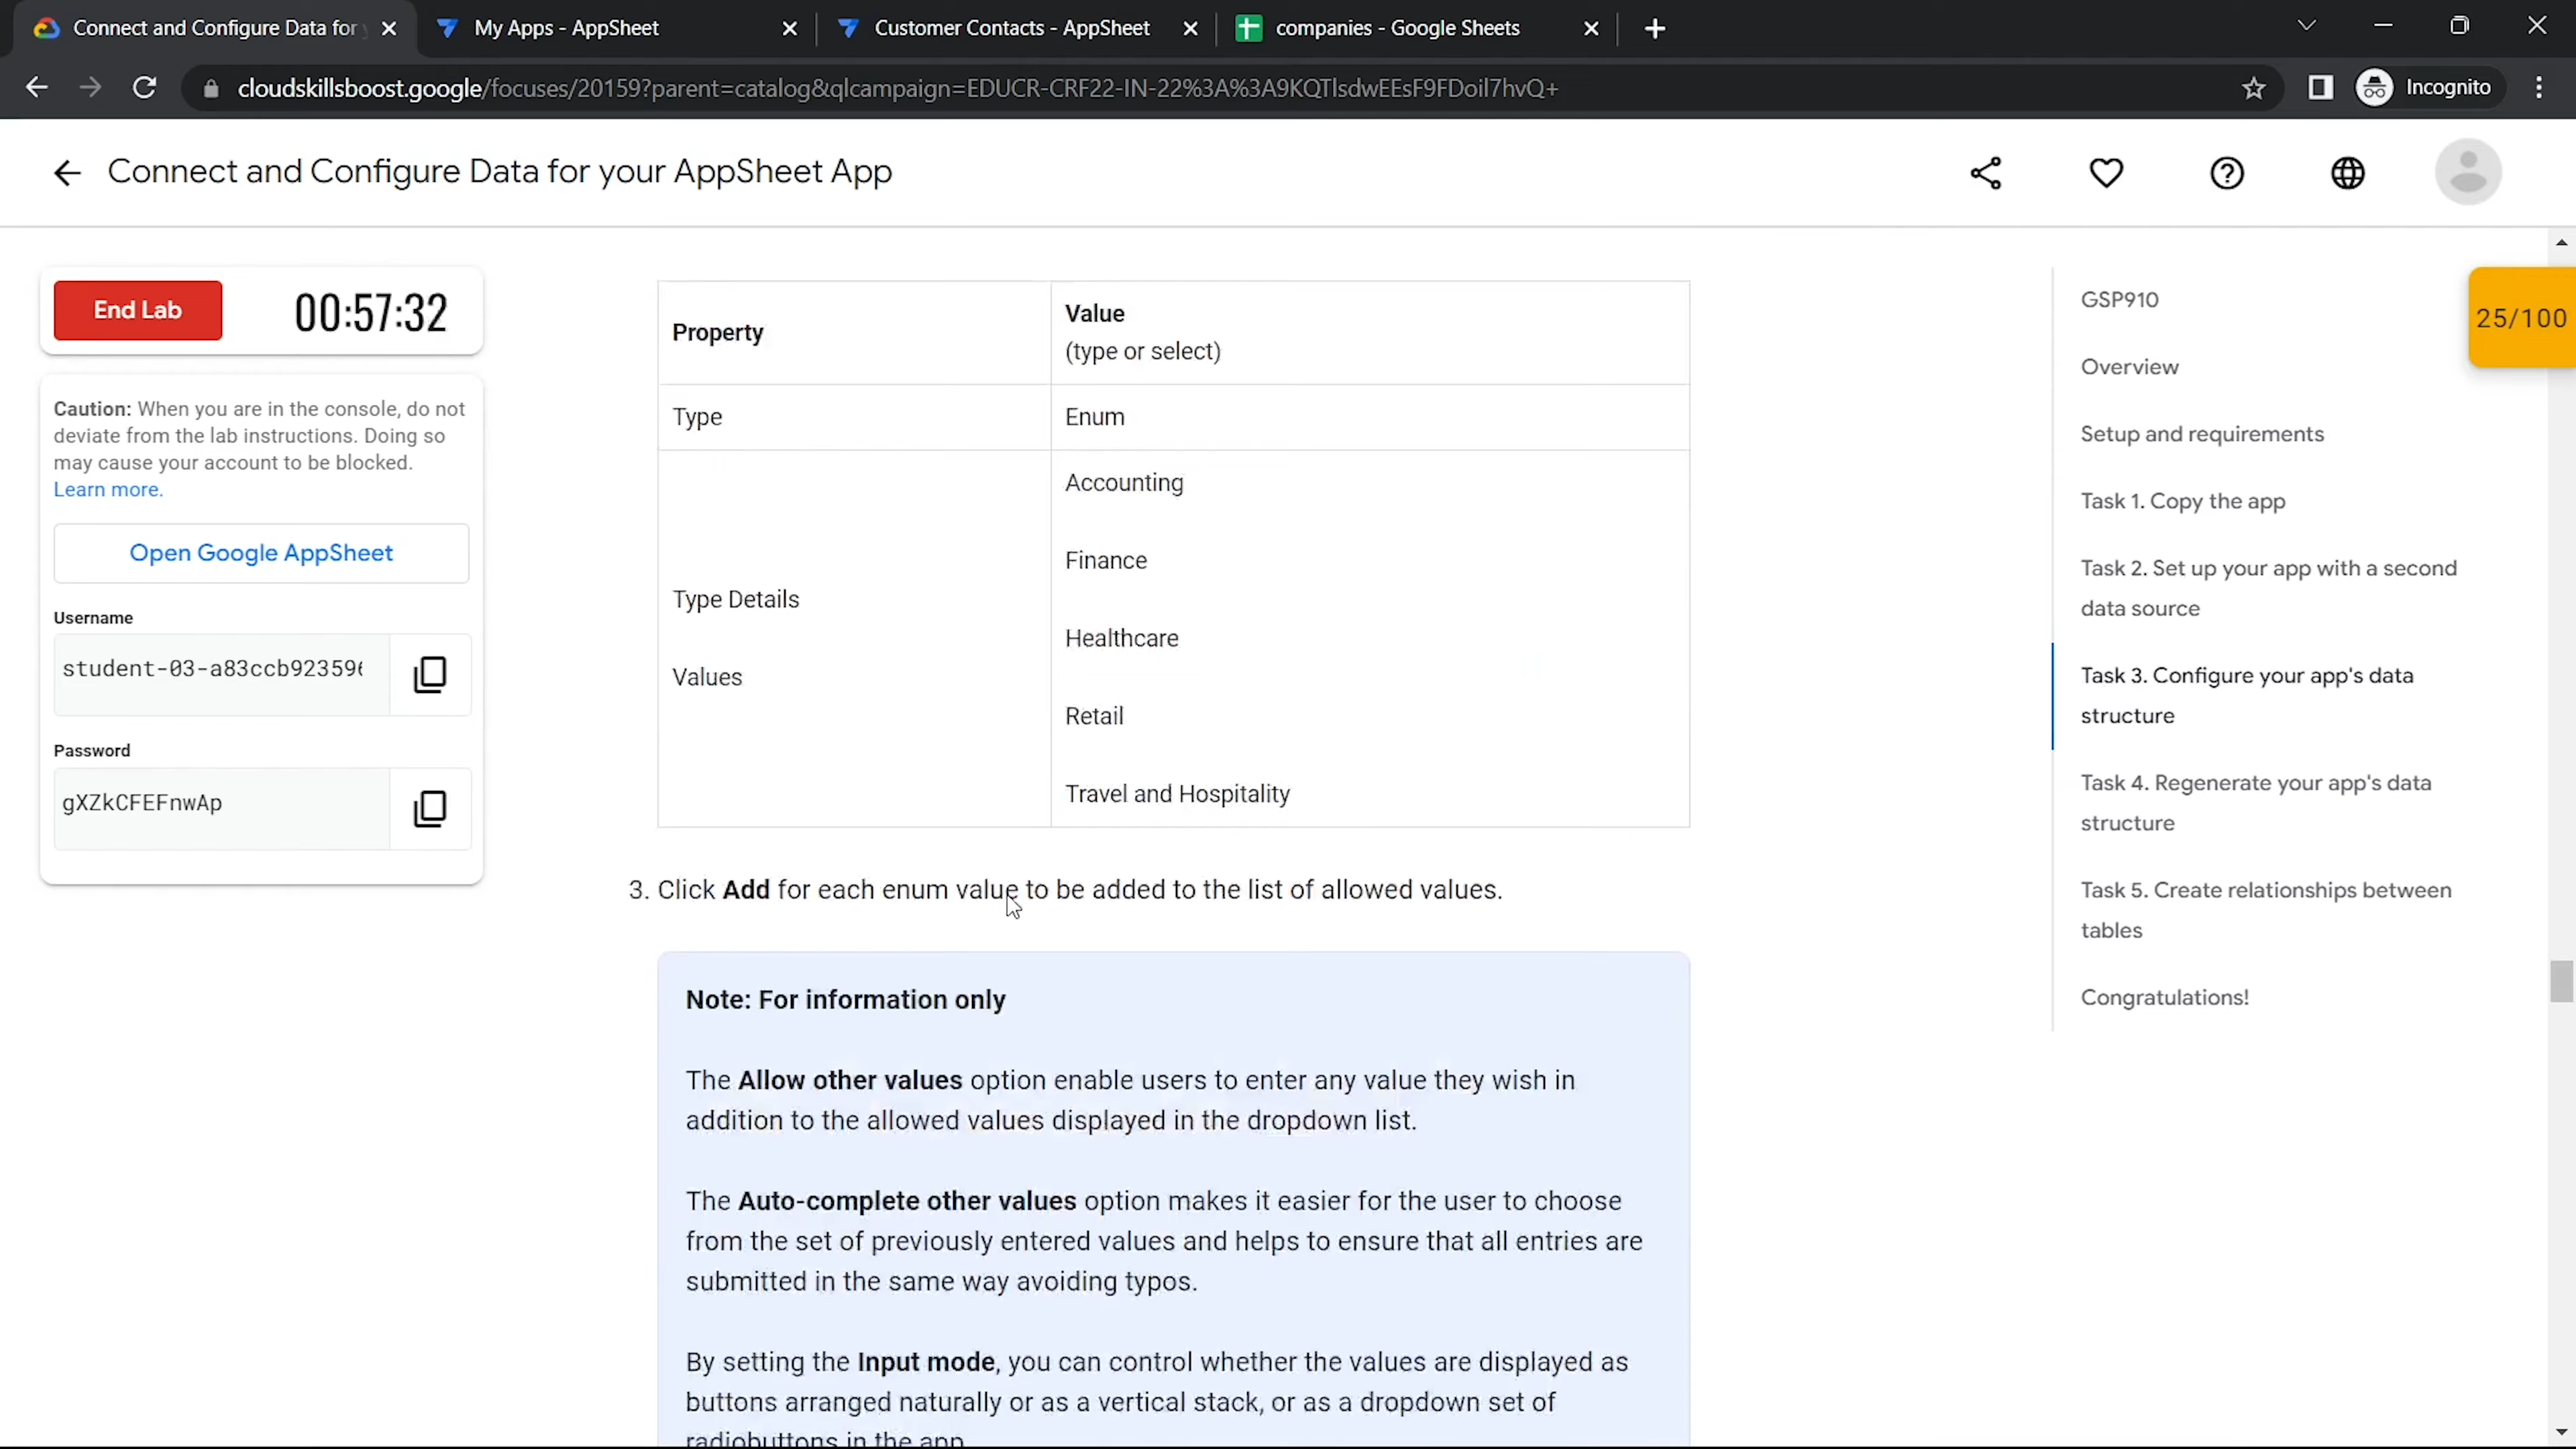 Connect and Configure Data for
My Apps - AppSheet
Customer Contacts - AppSheet
companies - Google Sheets
cloudskillsboost.google/focuses/20159?parent=catalog&qlcampaign=EDUCR-CRF22-IN-22%3A%3A9KQTlsdwEEsF9FDoil7hvQ+
Incognito
Connect and Configure Data for your AppSheet App
End Lab
00:57:32
Caution: When you are in the console, do not
deviate from the lab instructions. Doing so
may cause your account to be blocked.
Learn more.
Open Google AppSheet
Username
student-03-a83ccb92359
Password
gXZkCFEFnwAp
Property
Value
(type or select)
Type
Enum
Type Details
Values
Accounting
Finance
Healthcare
Retail
Travel and Hospitality
3. Click Add for each enum value to be added to the list of allowed values.
Note: For information only
The Allow other values option enable users to enter any value they wish in
addition to the allowed values displayed in the dropdown list.
The Auto-complete other values option makes it easier for the user to choose
from the set of previously entered values and helps to ensure that all entries are
submitted in the same way avoiding typos.
By setting the Input mode, you can control whether the values are displayed as
buttons arranged naturally or as a vertical stack, or as a dropdown set of
radiobuttons in the app
GSP910
Overview
Setup and requirements
Task 1. Copy the app
Task 2. Set up your app with a second
data source
Task 3. Configure your app's data
structure
Task 4. Regenerate your app's data
structure
Task 5. Create relationships between
tables
Congratulations!
25/100